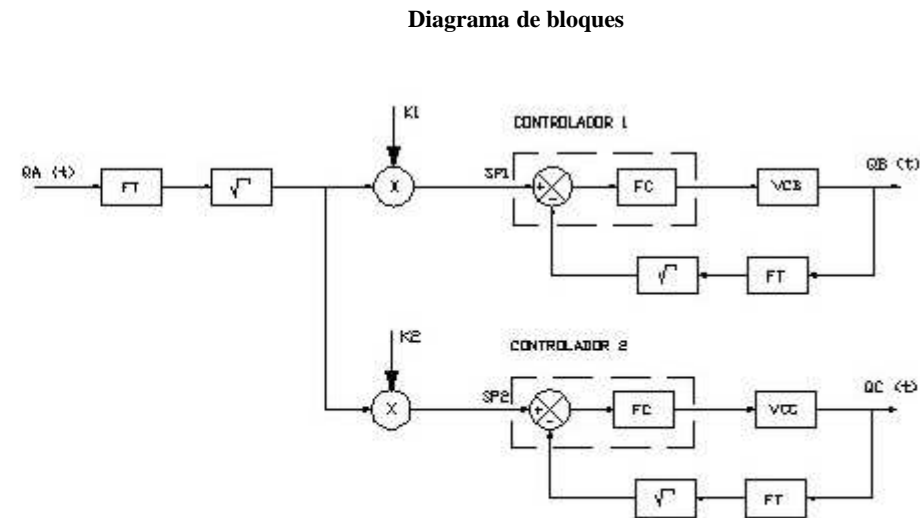 Diagrama de bloques
K1
CONTROLADOR 1
QA (t)
FT
√
X
SP1
+
-
FC
VCB
QB (t)
√
FT
K2
CONTROLADOR 2
X
SP2
+
-
FC
VCC
QC (t)
√
FT